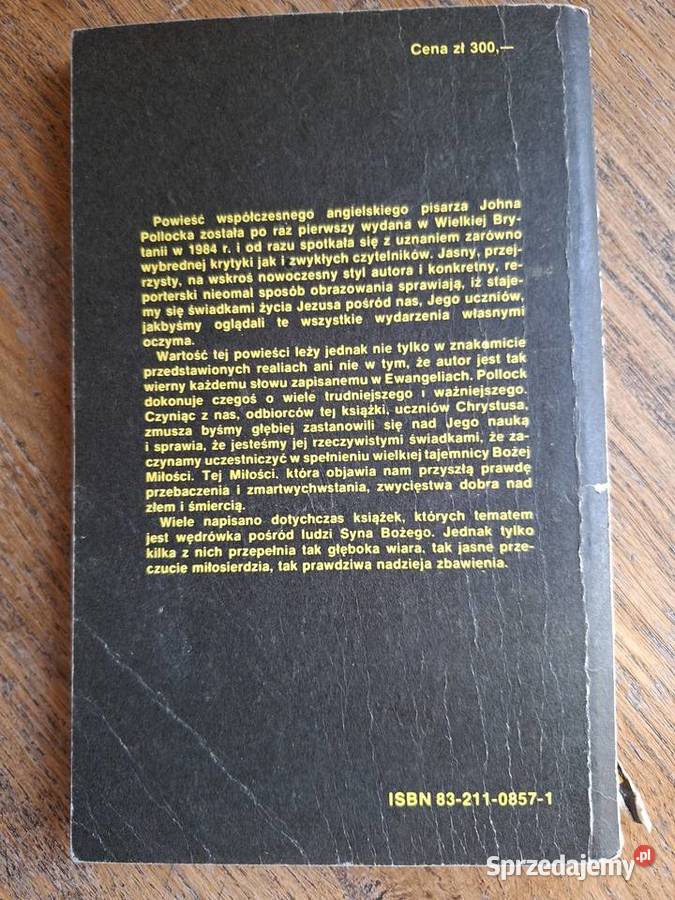 Cena zł 300,—
Powieść współczesnego angielskiego pisarza Johna
Pollocka została po raz pierwszy wydana w Wielkiej Bry-
tanii w 1984 r. i od razu spotkała się z uznaniem zarówno
wybrednej krytyki jak i zwykłych czytelników. Jasny, przej-
rzysty, na wskroś nowoczesny styl autora i konkretny, re-
porterski nieomal sposób obrazowania sprawiają, iż staje-
my się świadkami życia Jezusa pośród nas, Jego uczniów,
jakbyśmy oglądali te wszystkie wydarzenia własnymi
oczyma.
Wartość tej powieści leży jednak nie tylko w znakomicie
przedstawionych realiach ani nie w tym, że autor jest tak
wierny każdemu słowu zapisanemu w Ewangeliach. Pollock
dokonuje czegoś o wiele trudniejszego i ważniejszego.
Czyniąc z nas, odbiorców tej książki, uczniów Chrystusa,
zmusza byśmy głębiej zastanowili się nad Jego nauką
i sprawia, że jesteśmy jej rzeczywistymi świadkami, że za-
czynamy uczestniczyć w spełnieniu wielkiej tajemnicy Bożej
Miłości. Tej Miłości, która objawia nam przyszłą prawdę
przebaczenia i zmartwychwstania, zwycięstwa dobra nad
złem i śmiercią.
Wiele napisano dotychczas książek, których tematem
jest wędrówka pośród ludzi Syna Bożego. Jednak tylko
kilka z nich przepełnia tak głęboka wiara, tak jasne prze-
czucie miłosierdzia, tak prawdziwa nadzieja zbawienia.
ISBN 83-211-0857-1
Sprzedajemy.pl